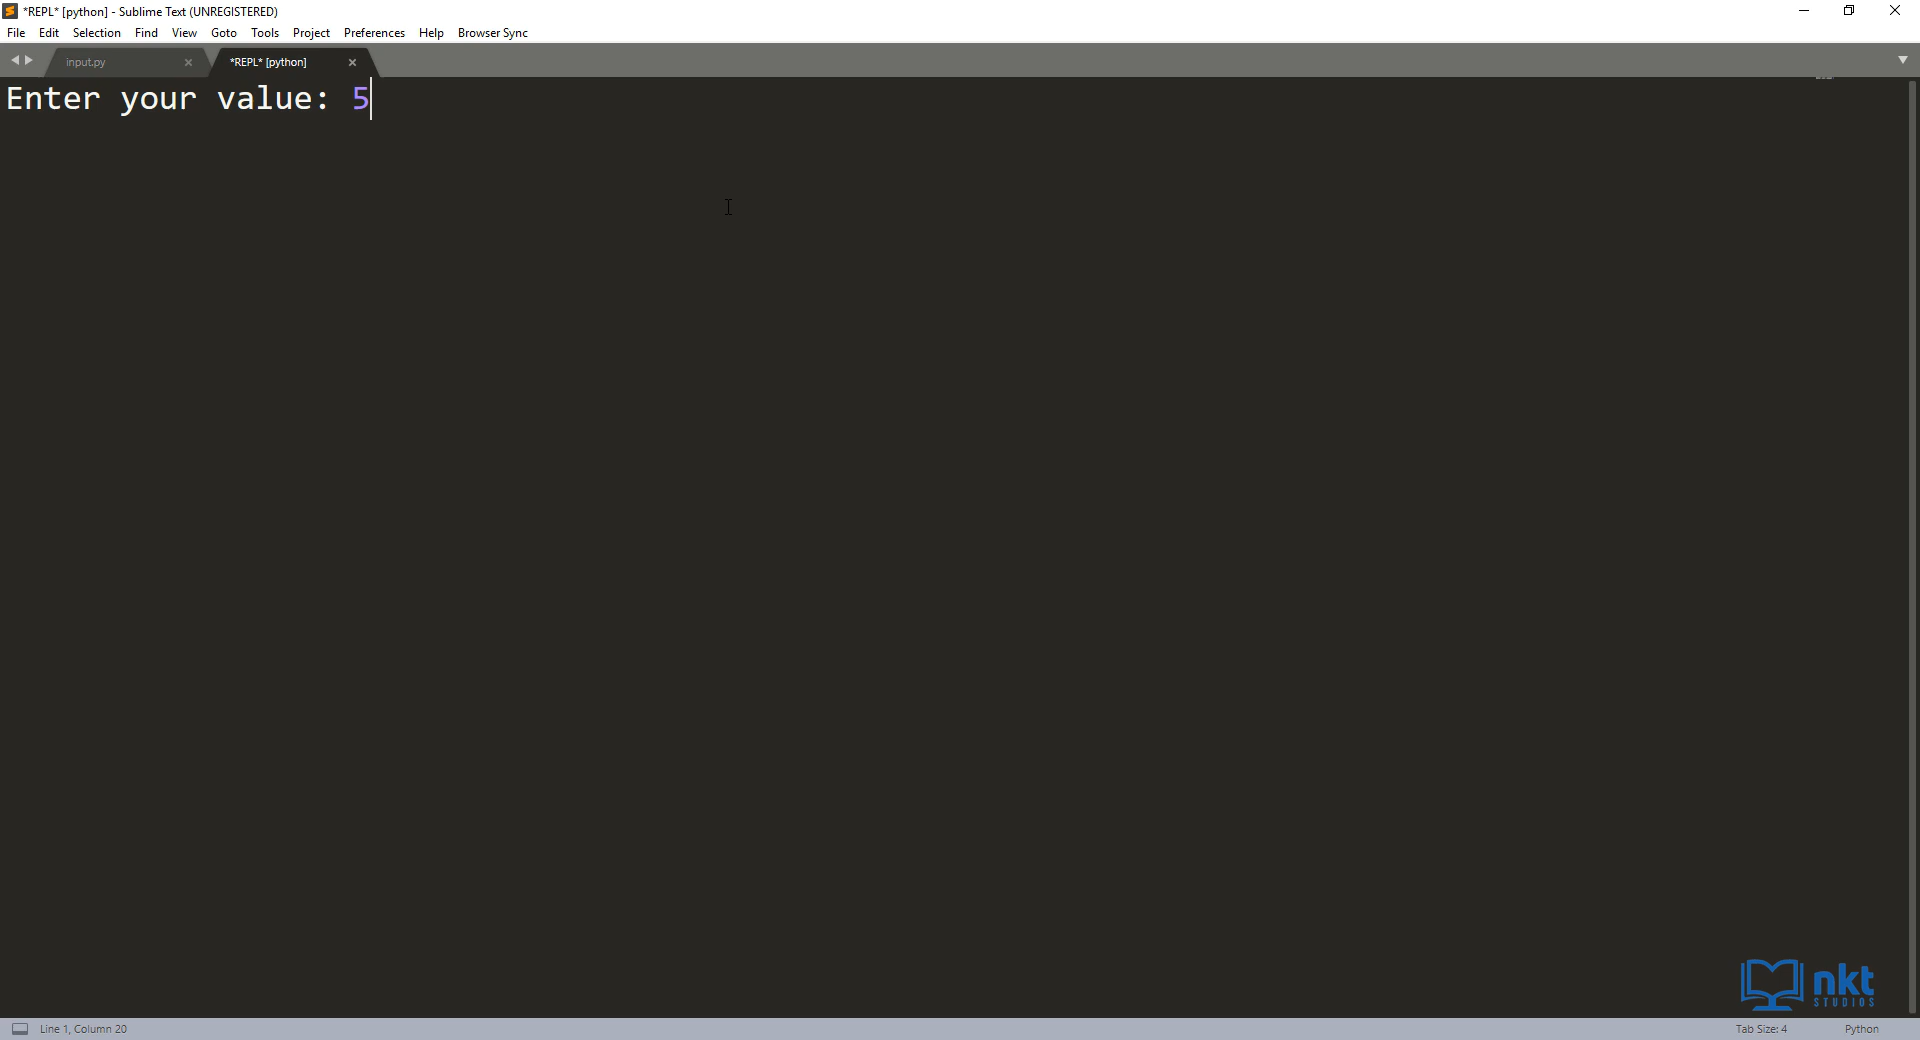 *REPL* [python] - Sublime Text (UNREGISTERED)
File Edit Selection Find View Goto Tools Project Preferences Help Browser Sync
input.py *REPL* [python]
Enter your value: 5
nkt
STUDIOS
Line 1, Column 20 Tab Size: 4 Python